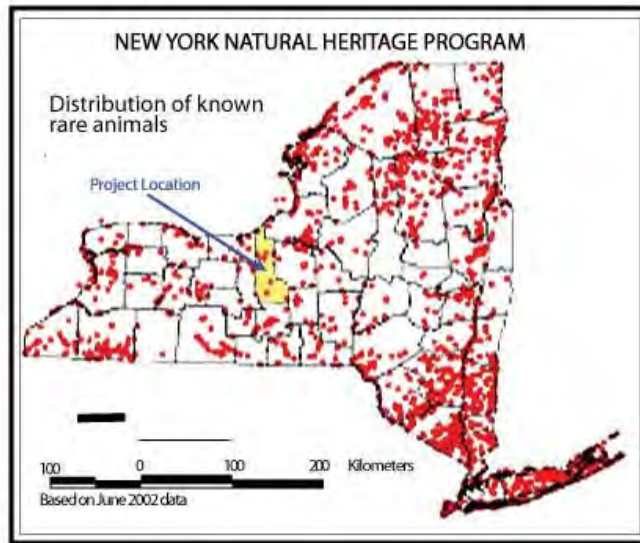 NEW YORK NATURAL HERITAGE PROGRAM
Distribution of known
rare animals
Project Location
100 0 100 200 Kilometers
Based on June 2002 data